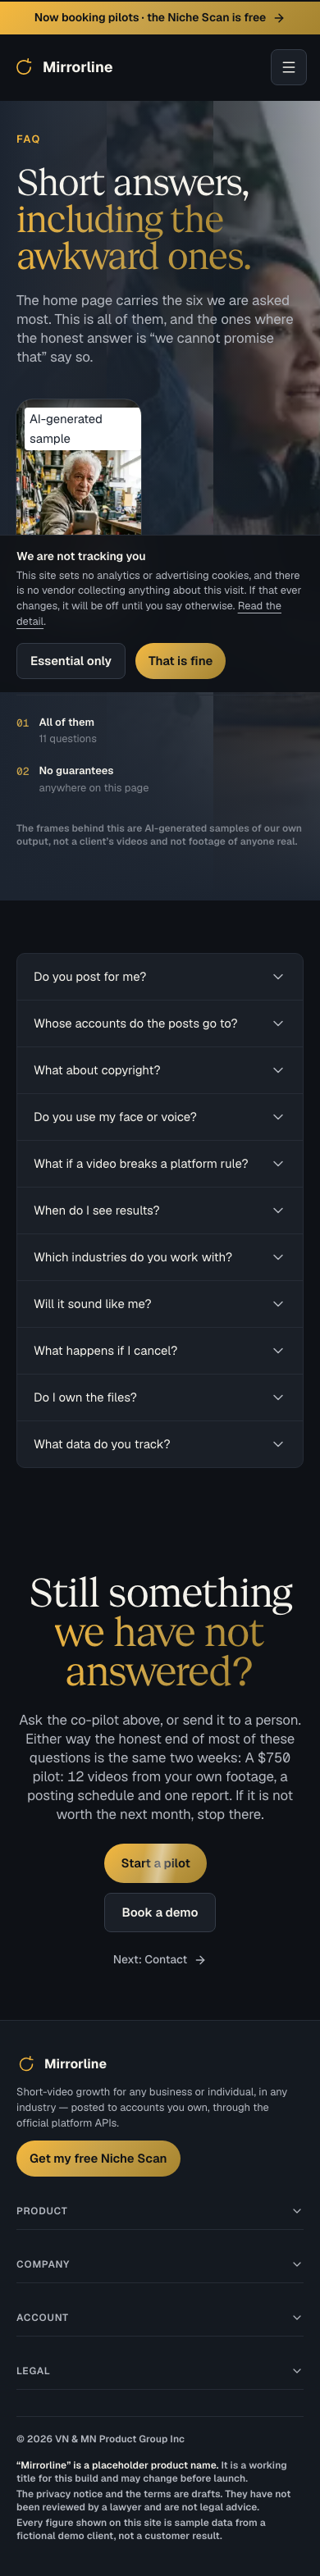 Now booking pilots · the Niche Scan is free →
Mirrorline
FAQ
Short answers,
including the
awkward ones.
The home page carries the six we are asked
most. This is all of them, and the ones where
the honest answer is “we cannot promise
that” say so.
AI-generated
sample
We are not tracking you
This site sets no analytics or advertising cookies, and there
is no vendor collecting anything about this visit. If that ever
changes, it will be off until you say otherwise. Read the
detail.
Essential only
That is fine
01 All of them
11 questions
02 No guarantees
anywhere on this page
The frames behind this are AI-generated samples of our own
output, not a client’s videos and not footage of anyone real.
Do you post for me?
Whose accounts do the posts go to?
What about copyright?
Do you use my face or voice?
What if a video breaks a platform rule?
When do I see results?
Which industries do you work with?
Will it sound like me?
What happens if I cancel?
Do I own the files?
What data do you track?
Still something
we have not
answered?
Ask the co-pilot above, or send it to a person.
Either way the honest end of most of these
questions is the same two weeks: A $750
pilot: 12 videos from your own footage, a
posting schedule and one report. If it is not
worth the next month, stop there.
Start a pilot
Book a demo
Next: Contact →
Mirrorline
Short-video growth for any business or individual, in any
industry — posted to accounts you own, through the
official platform APIs.
Get my free Niche Scan
PRODUCT
COMPANY
ACCOUNT
LEGAL
© 2026 VN & MN Product Group Inc
“Mirrorline” is a placeholder product name. It is a working
title for this build and may change before launch.
The privacy notice and the terms are drafts. They have not
been reviewed by a lawyer and are not legal advice.
Every figure shown on this site is sample data from a
fictional demo client, not a customer result.